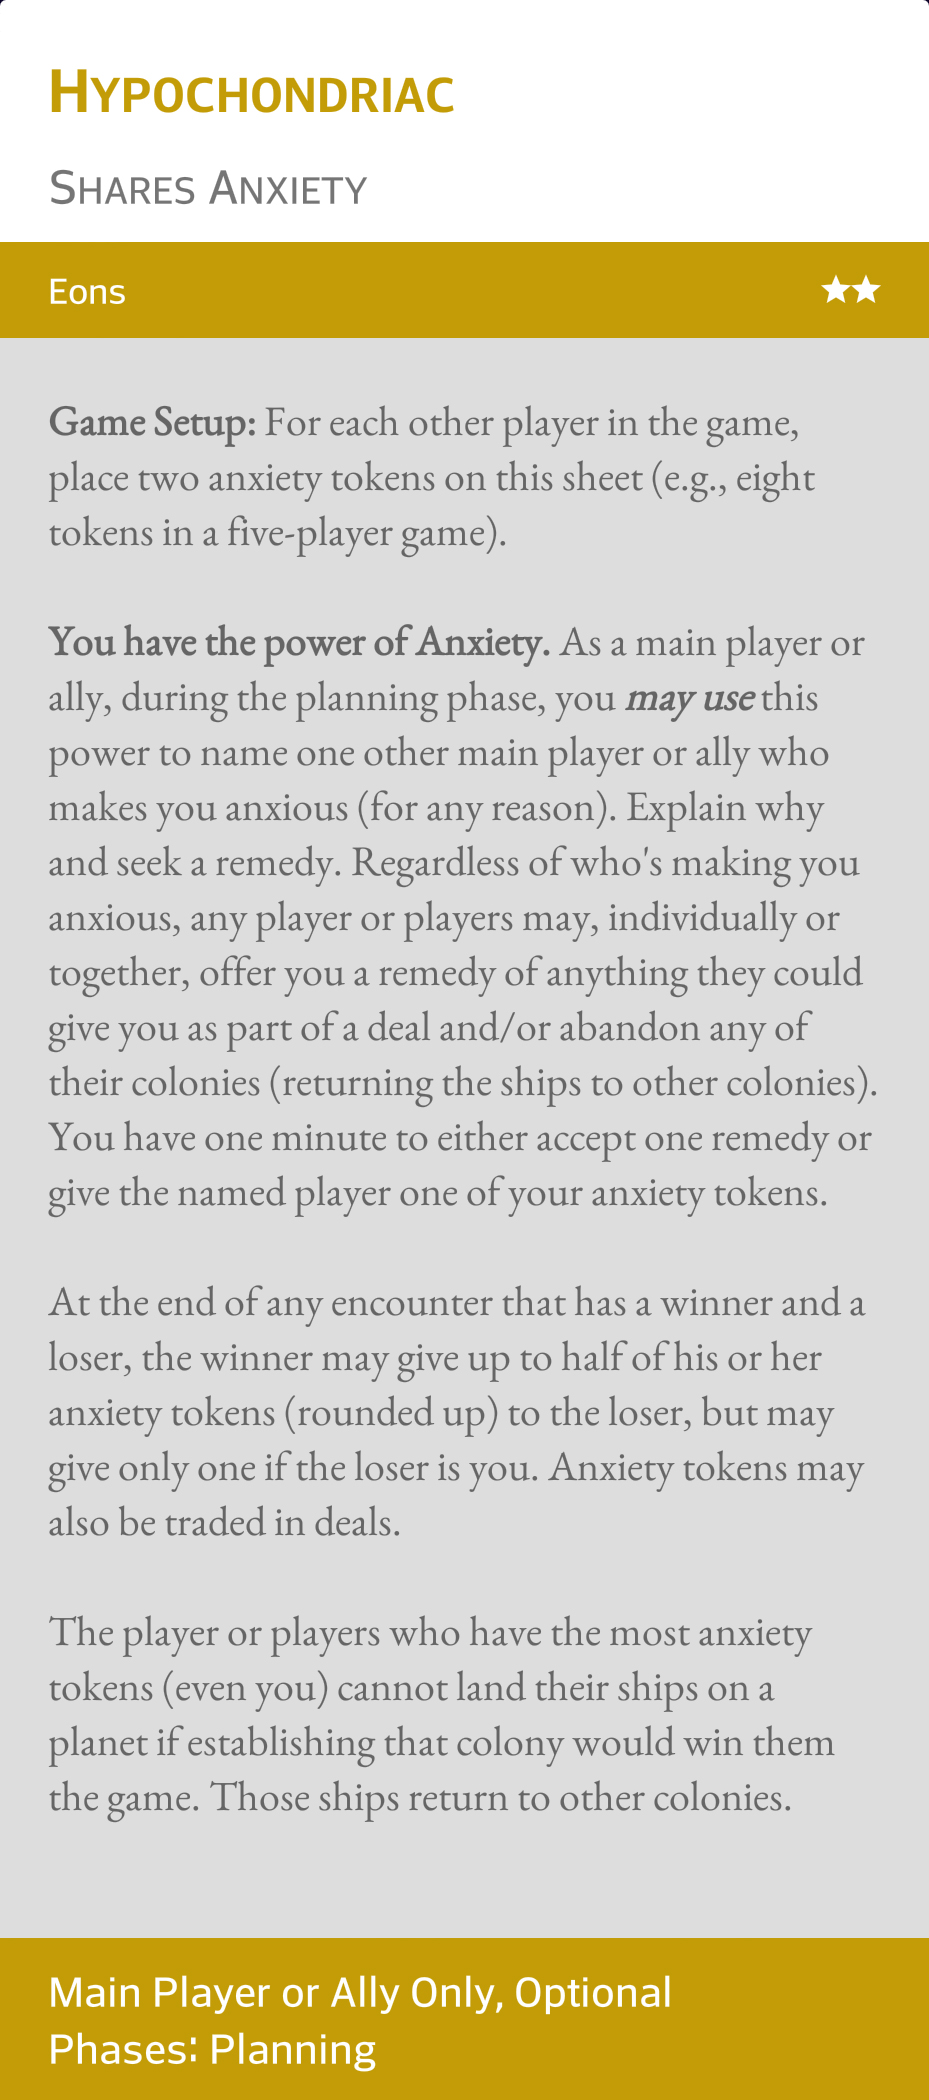 Hypochondriac
Shares Anxiety
Eons ★★
Game Setup: For each other player in the game,
place two anxiety tokens on this sheet (e.g., eight
tokens in a five-player game).
You have the power of Anxiety. As a main player or
ally, during the planning phase, you may use this
power to name one other main player or ally who
makes you anxious (for any reason). Explain why
and seek a remedy. Regardless of who's making you
anxious, any player or players may, individually or
together, offer you a remedy of anything they could
give you as part of a deal and/or abandon any of
their colonies (returning the ships to other colonies).
You have one minute to either accept one remedy or
give the named player one of your anxiety tokens.
At the end of any encounter that has a winner and a
loser, the winner may give up to half of his or her
anxiety tokens (rounded up) to the loser, but may
give only one if the loser is you. Anxiety tokens may
also be traded in deals.
The player or players who have the most anxiety
tokens (even you) cannot land their ships on a
planet if establishing that colony would win them
the game. Those ships return to other colonies.
Main Player or Ally Only, Optional
Phases: Planning